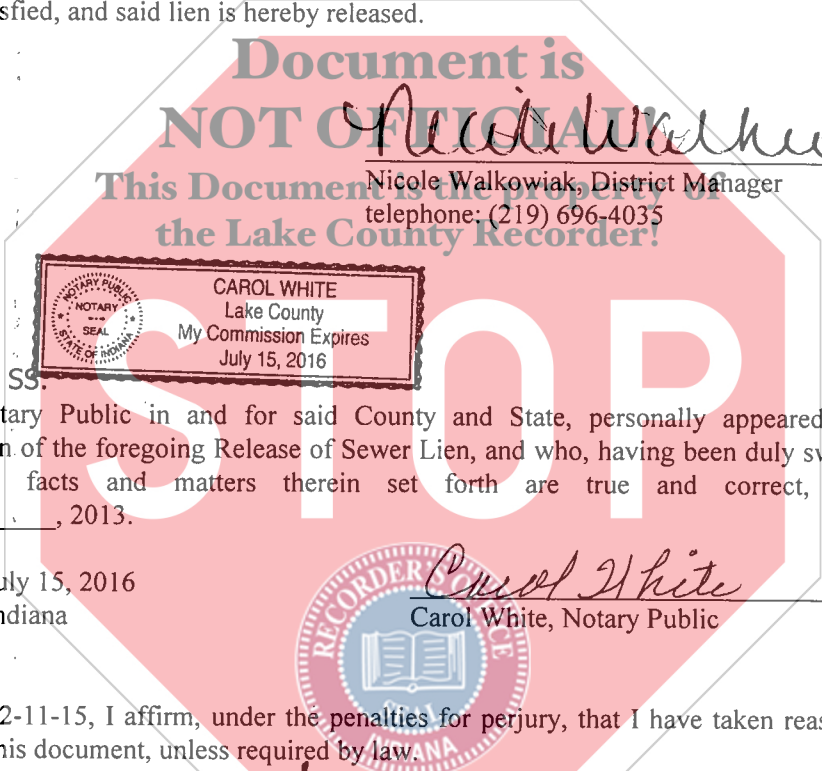 sfied, and said lien is hereby released.
Document is
NOT OFFICIAL!
Nicole Walkowiak, District Manager
This Document is the property of
telephone: (219) 696-4035
the Lake County Recorder!
NOTARY PUBLIC
NOTARY
SEAL
STATE OF INDIANA
CAROL WHITE
Lake County
My Commission Expires
July 15, 2016
STOP
SS.
tary Public in and for said County and State, personally appeared
n of the foregoing Release of Sewer Lien, and who, having been duly sw
facts and matters therein set forth are true and correct,
, 2013.
uly 15, 2016
Carol White
ndiana
Carol White, Notary Public
RECORDER'S OFFICE
SEAL
INDIANA
2-11-15, I affirm, under the penalties for perjury, that I have taken reas
his document, unless required by law.